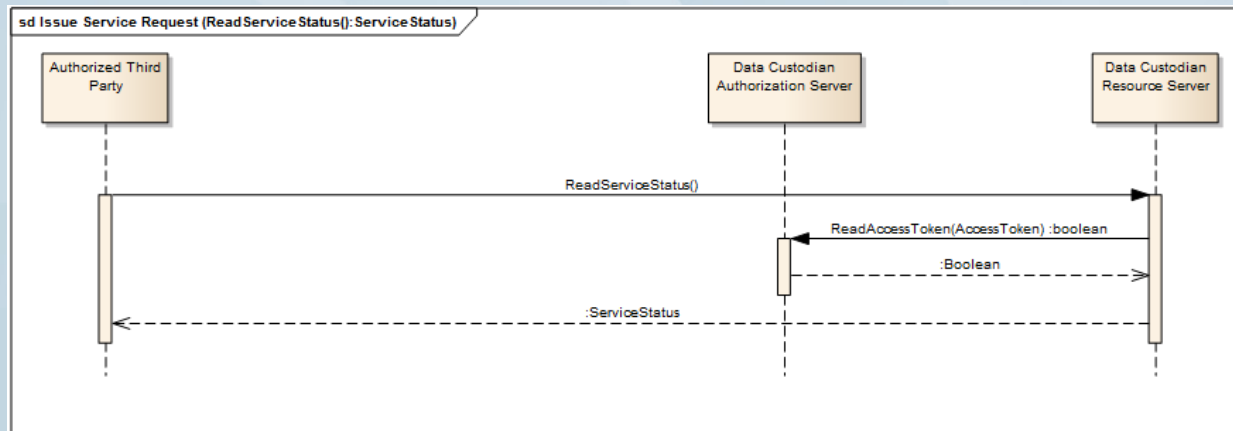 sd Issue Service Request (ReadServiceStatus():ServiceStatus)
Authorized Third
Party
Data Custodian
Authorization Server
Data Custodian
Resource Server
ReadServiceStatus()
ReadAccessToken(AccessToken) :boolean
:Boolean
:ServiceStatus